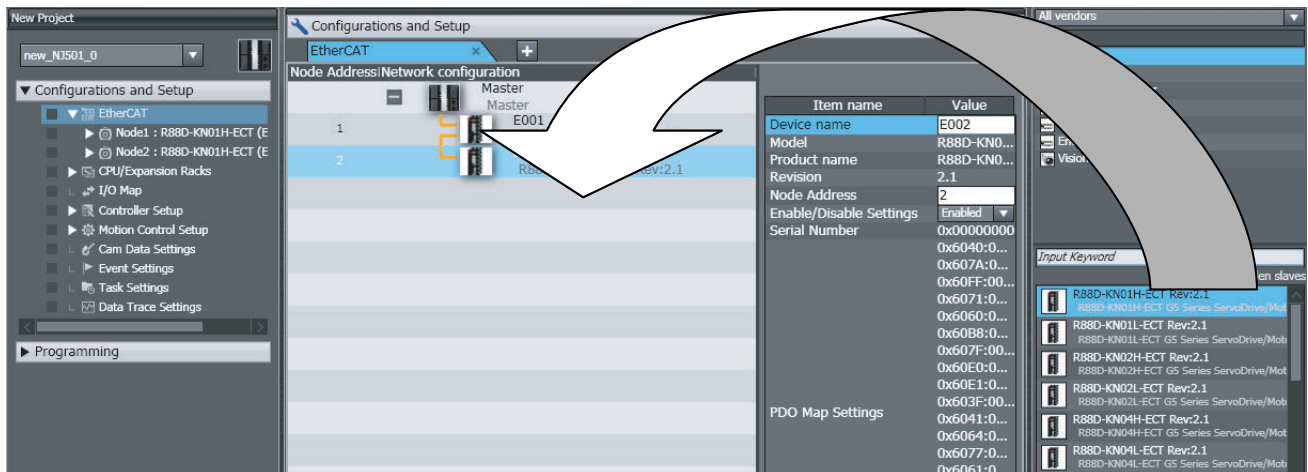 New Project
new_NJ501_0
Configurations and Setup
EtherCAT
Node1 : R88D-KN01H-ECT (E
Node2 : R88D-KN01H-ECT (E
CPU/Expansion Racks
I/O Map
Controller Setup
Motion Control Setup
Cam Data Settings
Event Settings
Task Settings
Data Trace Settings
Programming
Configurations and Setup
EtherCAT
Node Address Network configuration
Master
Master
1
E001
2
Rev:2.1
Item name Value
Device name E002
Model R88D-KN0...
Product name R88D-KN0...
Revision 2.1
Node Address 2
Enable/Disable Settings Enabled
Serial Number 0x00000000
PDO Map Settings
0x6040:0...
0x607A:0...
0x60FF:00...
0x6071:0...
0x6060:0...
0x60B8:0...
0x607F:00...
0x60E0:0...
0x60E1:0...
0x603F:00...
0x6041:0...
0x6064:0...
0x6077:0...
0x6061:0
All vendors
Input Keyword
en slaves
R88D-KN01H-ECT Rev:2.1
R88D-KN01H-ECT G5 Series ServoDrive/Mot
R88D-KN01L-ECT Rev:2.1
R88D-KN01L-ECT G5 Series ServoDrive/Mot
R88D-KN02H-ECT Rev:2.1
R88D-KN02H-ECT G5 Series ServoDrive/Mot
R88D-KN02L-ECT Rev:2.1
R88D-KN02L-ECT G5 Series ServoDrive/Mot
R88D-KN04H-ECT Rev:2.1
R88D-KN04H-ECT G5 Series ServoDrive/Mot
R88D-KN04L-ECT Rev:2.1
R88D-KN04L-ECT G5 Series ServoDrive/Mot